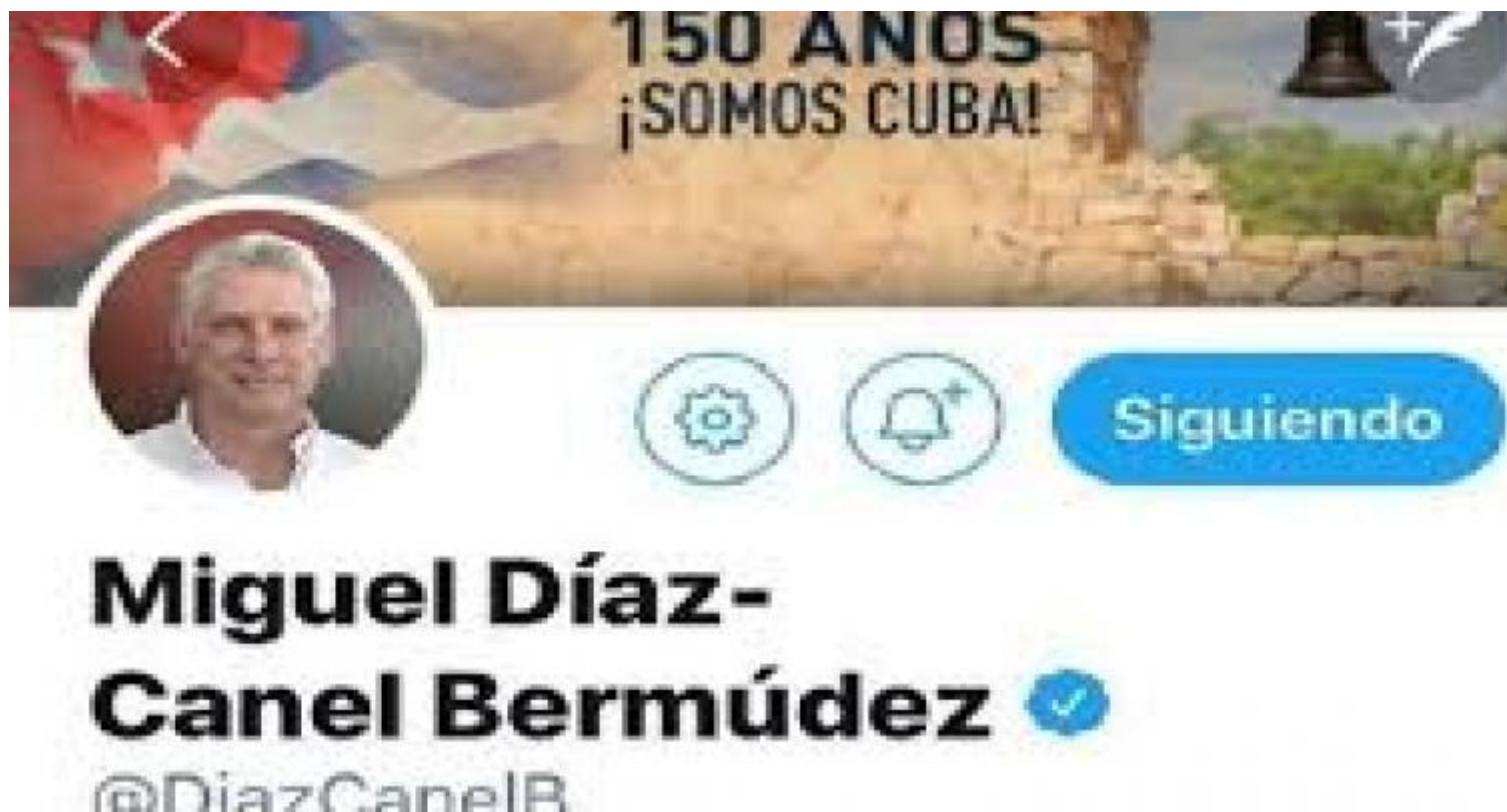 150 AÑOS
¡SOMOS CUBA!
Siguiendo
Miguel Díaz-
Canel Bermúdez
@DiazCanelB